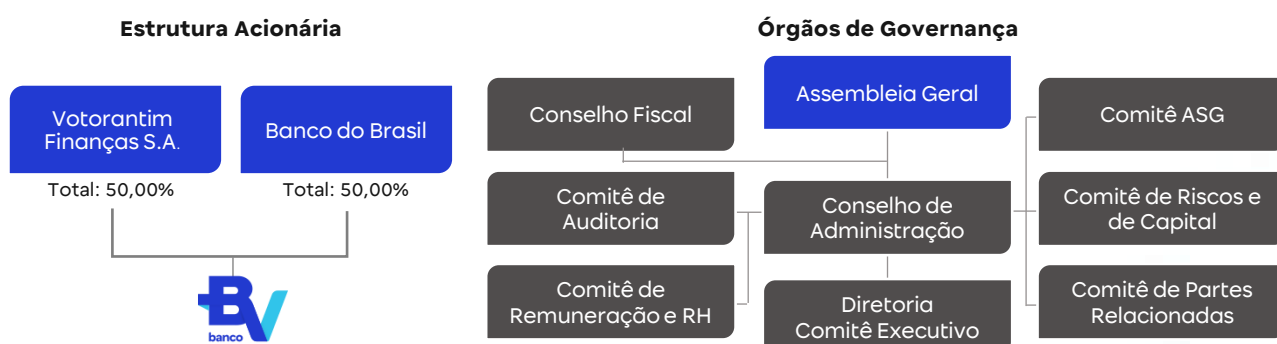 Estrutura Acionária
Votorantim
Finanças S.A.
Banco do Brasil
Total: 50,00%
Total: 50,00%
BV
banco
Órgãos de Governança
Conselho Fiscal
Assembleia Geral
Comitê ASG
Comitê de
Auditoria
Conselho de
Administração
Comitê de Riscos e
de Capital
Comitê de
Remuneração e RH
Diretoria
Comitê Executivo
Comitê de Partes
Relacionadas